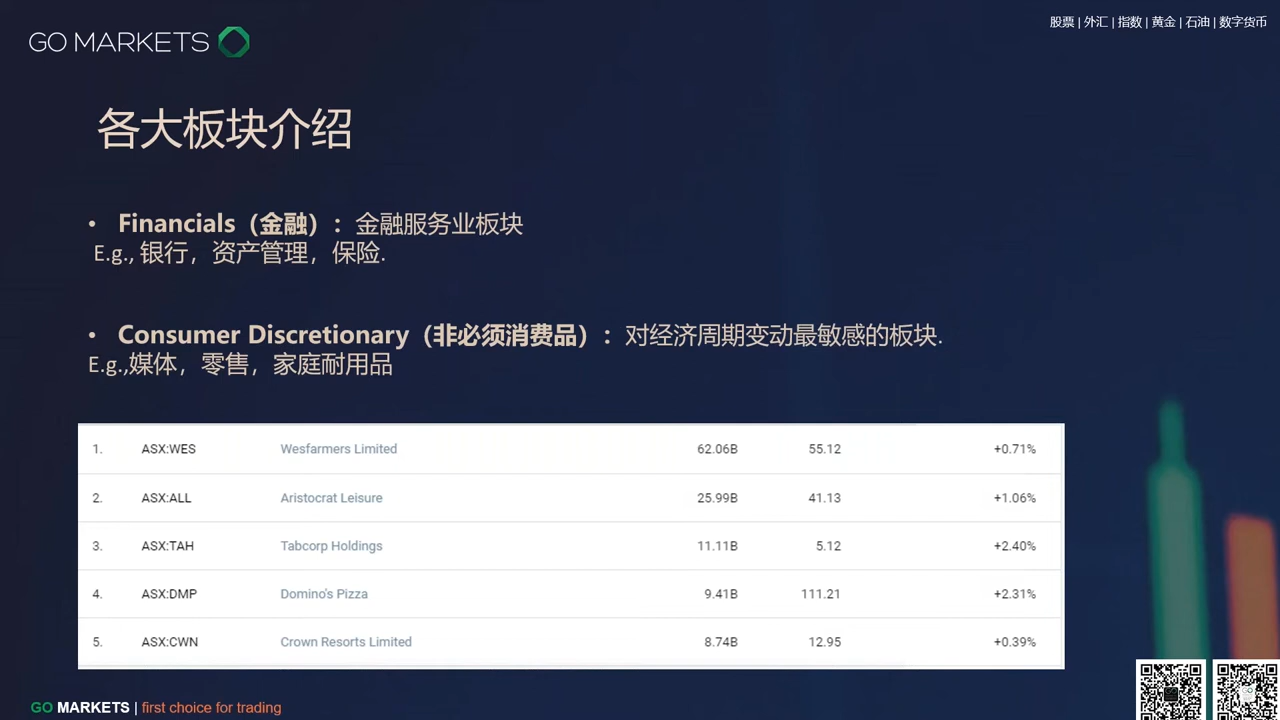 GO MARKETS
股票 | 外汇 | 指数 | 黄金 | 石油 | 数字货币
各大板块介绍
• Financials（金融）：金融服务业板块
E.g., 银行，资产管理，保险.
• Consumer Discretionary（非必须消费品）：对经济周期变动最敏感的板块.
E.g.,媒体，零售，家庭耐用品
1. ASX:WES Wesfarmers Limited 62.06B 55.12 +0.71%
2. ASX:ALL Aristocrat Leisure 25.99B 41.13 +1.06%
3. ASX:TAH Tabcorp Holdings 11.11B 5.12 +2.40%
4. ASX:DMP Domino's Pizza 9.41B 111.21 +2.31%
5. ASX:CWN Crown Resorts Limited 8.74B 12.95 +0.39%
GO MARKETS | first choice for trading